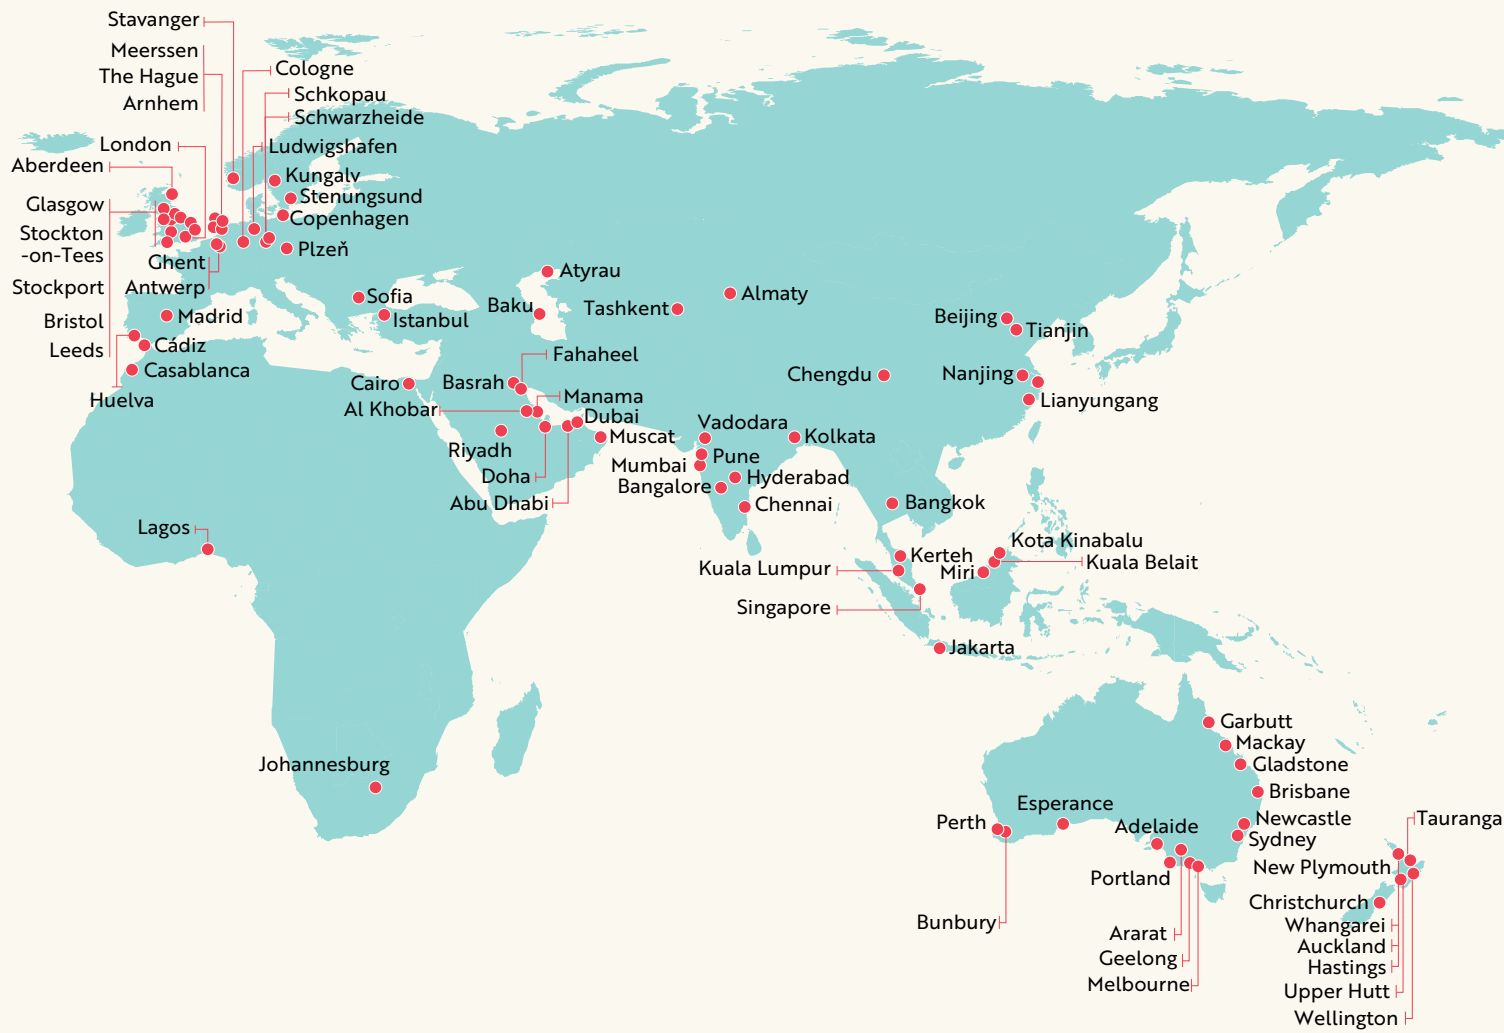 Stavanger
Meerssen
The Hague
Arnhem
Cologne
Schkopau
Schwarzheide
London
Ludwigshafen
Aberdeen
Kungalv
Stenungsund
Glasgow
Copenhagen
Stockton
-on-Tees
Plzeň
Ghent
Antwerp
Stockport
Bristol
Leeds
Madrid
Sofia
Istanbul
Cádiz
Casablanca
Huelva
Atyrau
Baku
Tashkent
Almaty
Beijing
Tianjin
Fahaheel
Cairo
Basrah
Chengdu
Nanjing
Manama
Al Khobar
Dubai
Lianyungang
Riyadh
Muscat
Vadodara
Kolkata
Doha
Mumbai
Pune
Abu Dhabi
Bangalore
Hyderabad
Chennai
Bangkok
Lagos
Kota Kinabalu
Kerteh
Kuala Belait
Kuala Lumpur
Miri
Singapore
Jakarta
Garbutt
Mackay
Johannesburg
Gladstone
Brisbane
Esperance
Perth
Adelaide
Newcastle
Sydney
Tauranga
New Plymouth
Portland
Christchurch
Bunbury
Whangarei
Ararat
Auckland
Geelong
Hastings
Melbourne
Upper Hutt
Wellington